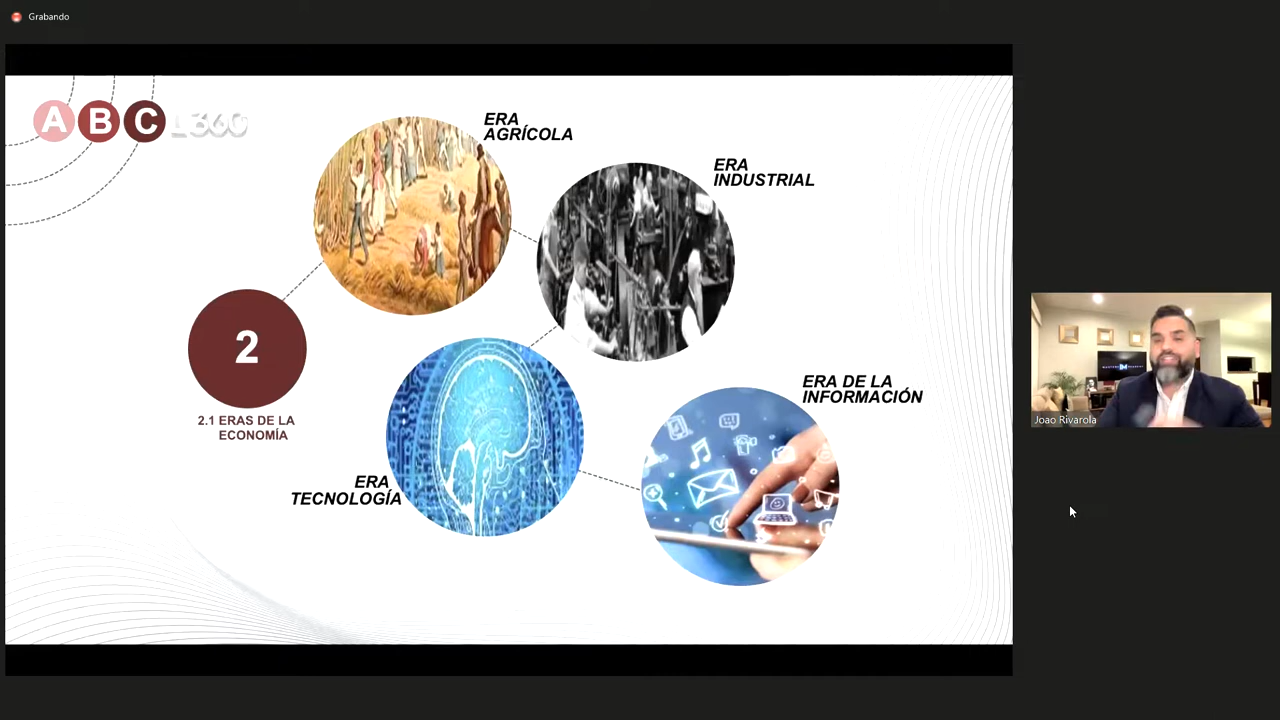 Grabando
A B C L360
ERA
AGRÍCOLA
ERA
INDUSTRIAL
2
2.1 ERAS DE LA
ECONOMÍA
ERA DE LA
INFORMACIÓN
ERA
TECNOLOGÍA
Joao Rivarola